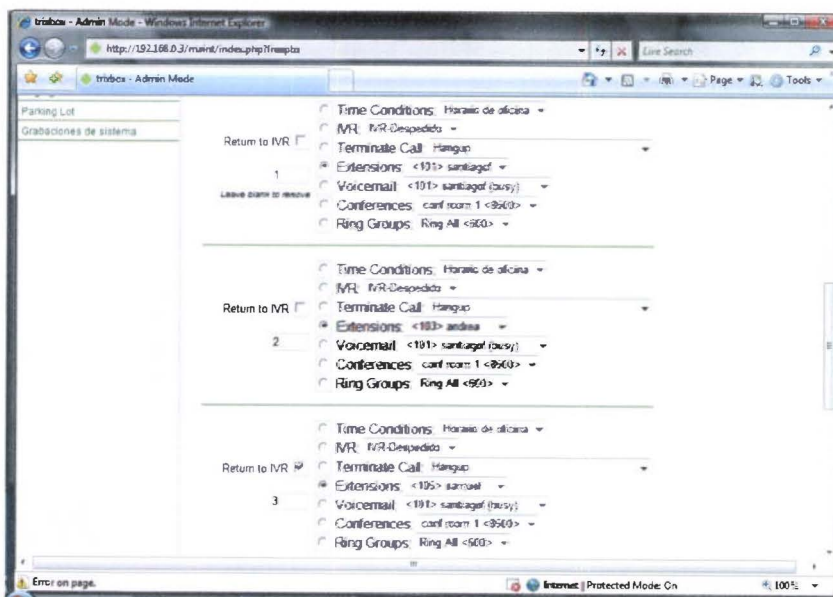 trixbox - Admin Mode - Windows Internet Explorer
http://192.168.0.3/maint/index.php?freepbx
Live Search
trixbox - Admin Mode
Page
Tools
Parking Lot
Grabaciones de sistema
Time Conditions: Horario de oficina
IVR: IVR-Despedida
Return to IVR
Terminate Call: Hangup
1
Extensions: <101> santiagof
Leave blank to remove
Voicemail: <101> santiagof (busy)
Conferences: conf room 1 <8600>
Ring Groups: Ring All <600>
Time Conditions: Horario de oficina
IVR: IVR-Despedida
Return to IVR
Terminate Call: Hangup
Extensions: <103> andrea
2
Voicemail: <101> santiagof (busy)
Conferences: conf room 1 <8600>
Ring Groups: Ring All <600>
Time Conditions: Horario de oficina
IVR: IVR-Despedida
Return to IVR
Terminate Call: Hangup
Extensions: <105> samuel
3
Voicemail: <101> santiagof (busy)
Conferences: conf room 1 <8600>
Ring Groups: Ring All <600>
Error on page.
Internet | Protected Mode: On
100%